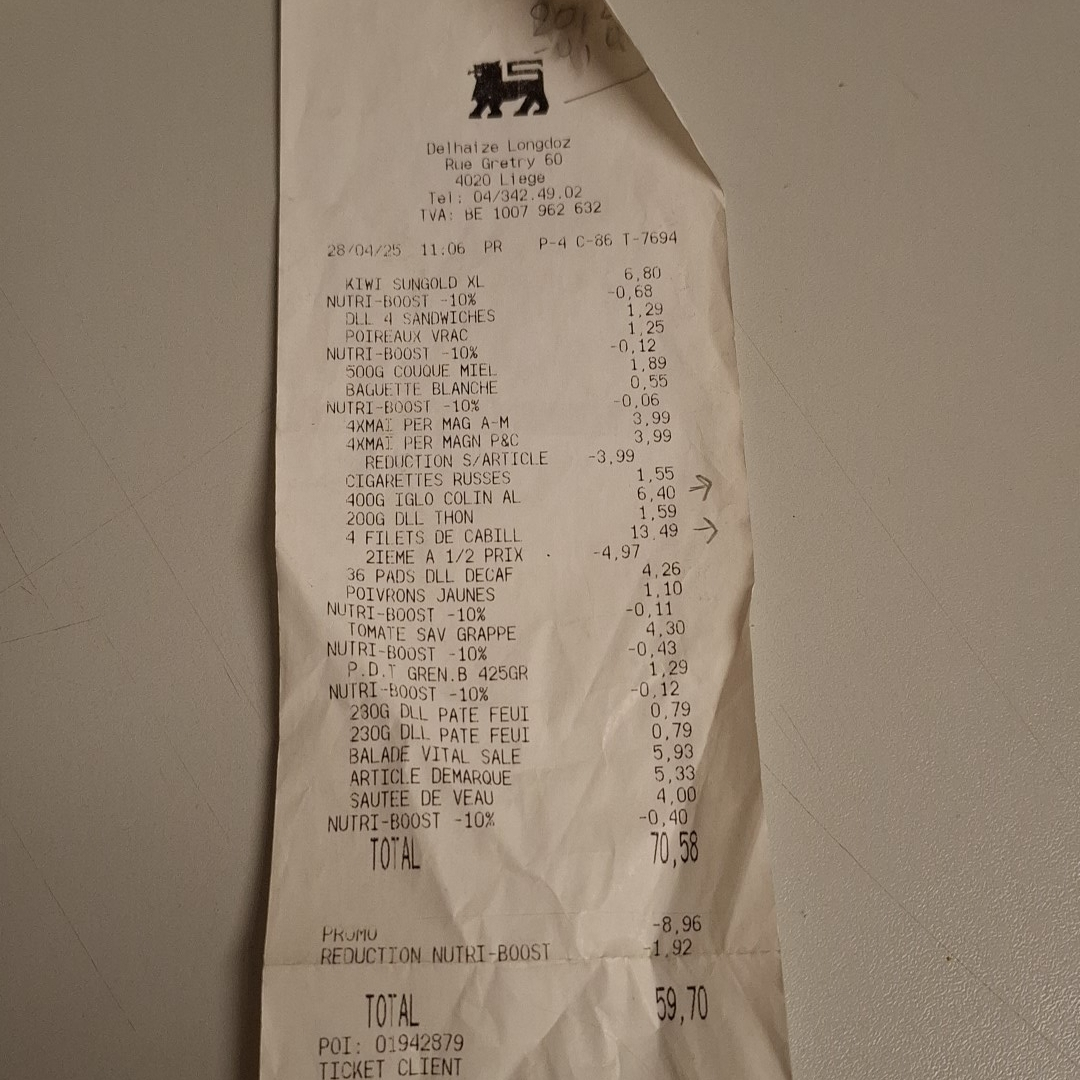 Delhaize Longdoz
Rue Gretry 60
4020 Liege
Tel: 04/342.49.02
TVA: BE 1007 962 632
28/04/25 11:06 PR P-4 C-86 T-7694
KIWI SUNGOLD XL 6,80
NUTRI-BOOST -10% -0,68
DLL 4 SANDWICHES 1,29
POIREAUX VRAC 1,25
NUTRI-BOOST -10% -0,12
500G COUQUE MIEL 1,89
BAGUETTE BLANCHE 0,55
NUTRI-BOOST -10% -0,06
4XMAI PER MAG A-M 3,99
4XMAI PER MAGN P&C 3,99
REDUCTION S/ARTICLE -3,99
CIGARETTES RUSSES 1,55
400G IGLO COLIN AL 6,40
200G DLL THON 1,59
4 FILETS DE CABILL 13,49
2IEME A 1/2 PRIX -4,97
36 PADS DLL DECAF 4,26
POIVRONS JAUNES 1,10
NUTRI-BOOST -10% -0,11
TOMATE SAV GRAPPE 4,30
NUTRI-BOOST -10% -0,43
P.D.T GREN.B 425GR 1,29
NUTRI-BOOST -10% -0,12
230G DLL PATE FEUI 0,79
230G DLL PATE FEUI 0,79
BALADE VITAL SALE 5,93
ARTICLE DEMARQUE 5,33
SAUTEE DE VEAU 4,00
NUTRI-BOOST -10% -0,40
TOTAL 70,58
PROMO -8,96
REDUCTION NUTRI-BOOST -1,92
TOTAL 59,70
POI: 01942879
TICKET CLIENT